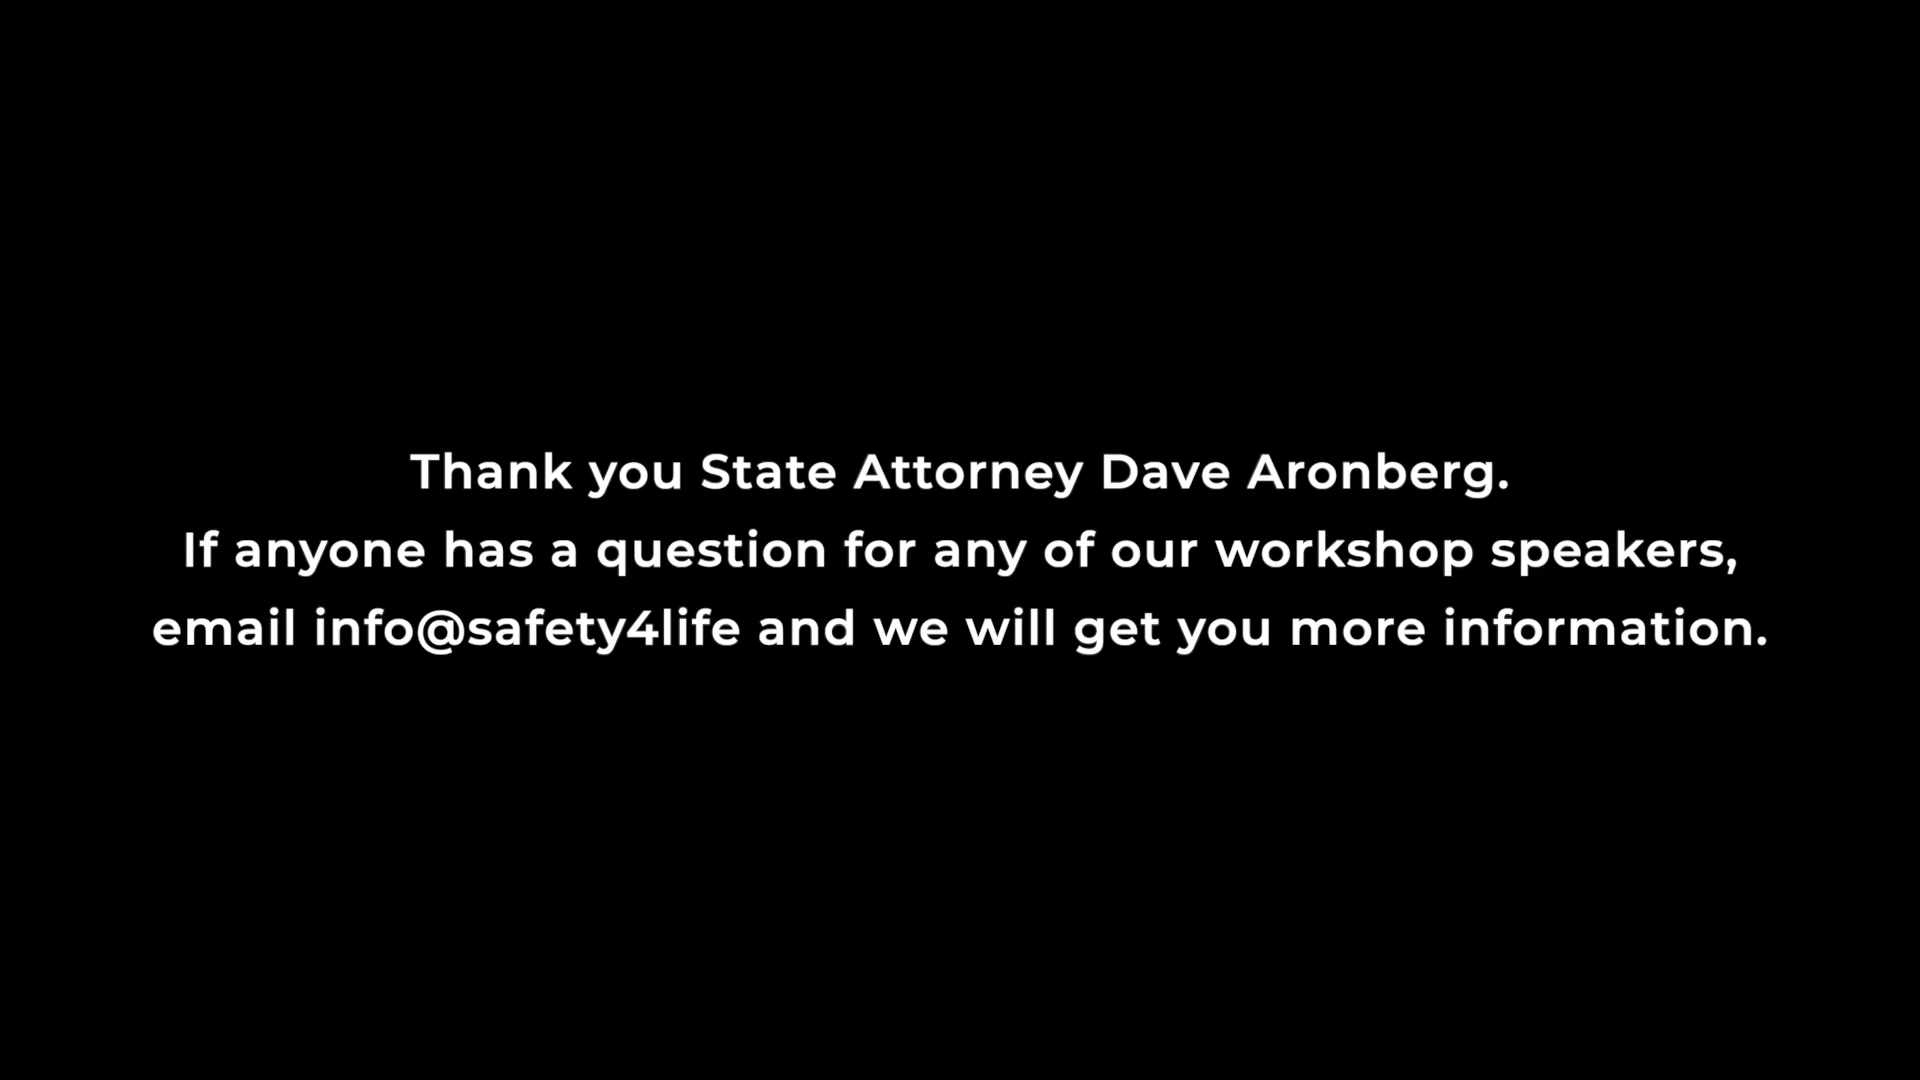 Thank you State Attorney Dave Aronberg.
If anyone has a question for any of our workshop speakers,
email info@safety4life and we will get you more information.